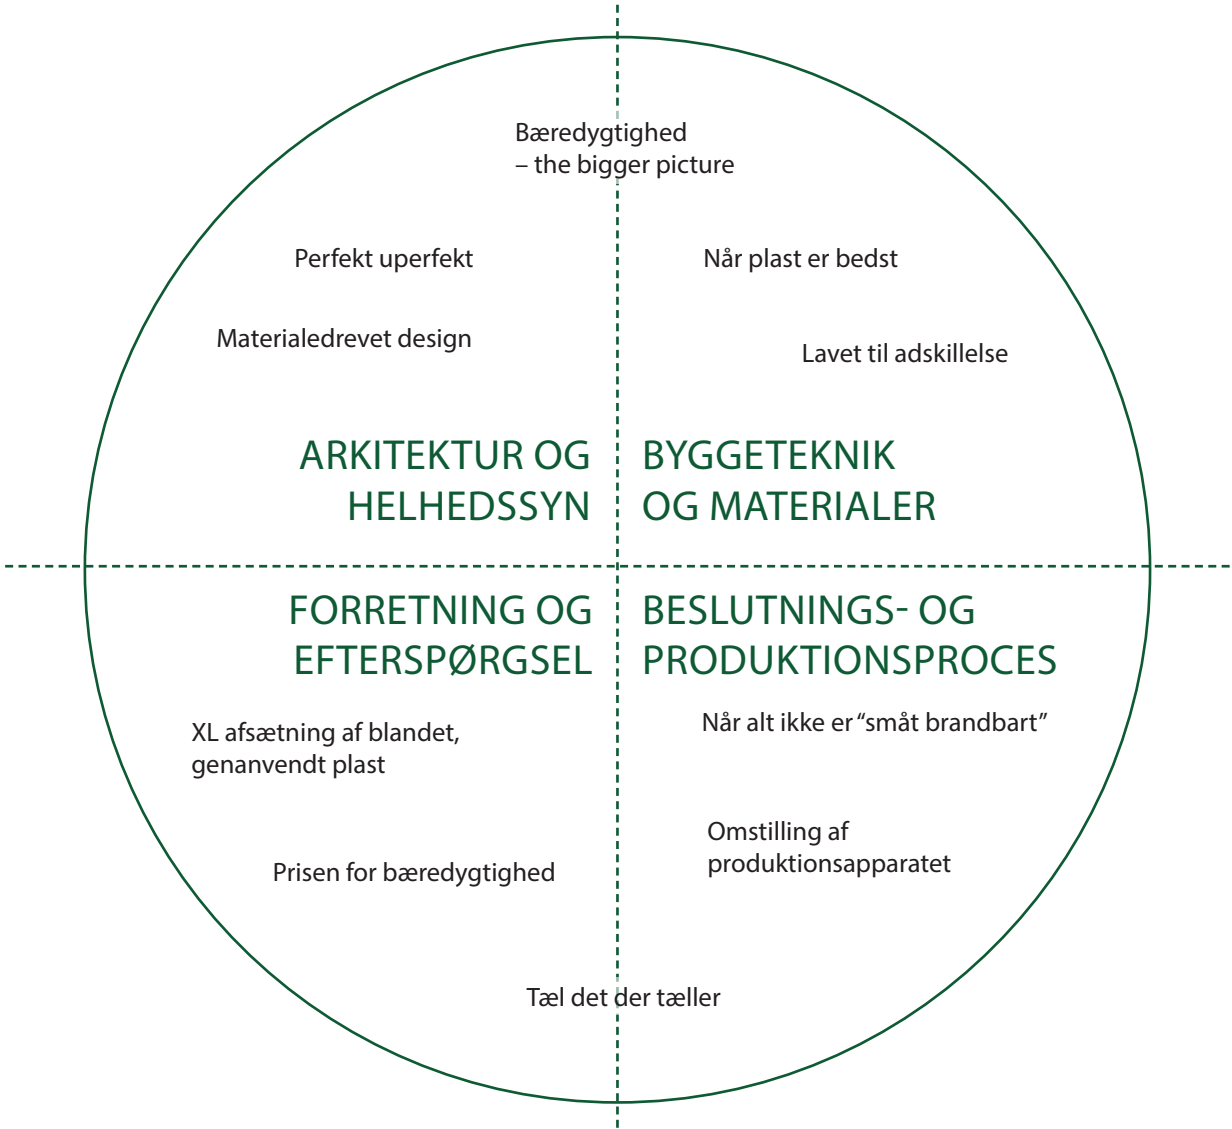 Bæredygtighed
– the bigger picture
Perfekt uperfekt
Når plast er bedst
Materialedrevet design
Lavet til adskillelse
ARKITEKTUR OG
HELHEDSSYN
BYGGETEKNIK
OG MATERIALER
FORRETNING OG
EFTERSPØRGSEL
BESLUTNINGS- OG
PRODUKTIONSPROCES
XL afsætning af blandet,
genanvendt plast
Når alt ikke er “småt brandbart”
Omstilling af
produktionsapparatet
Prisen for bæredygtighed
Tæl det der tæller